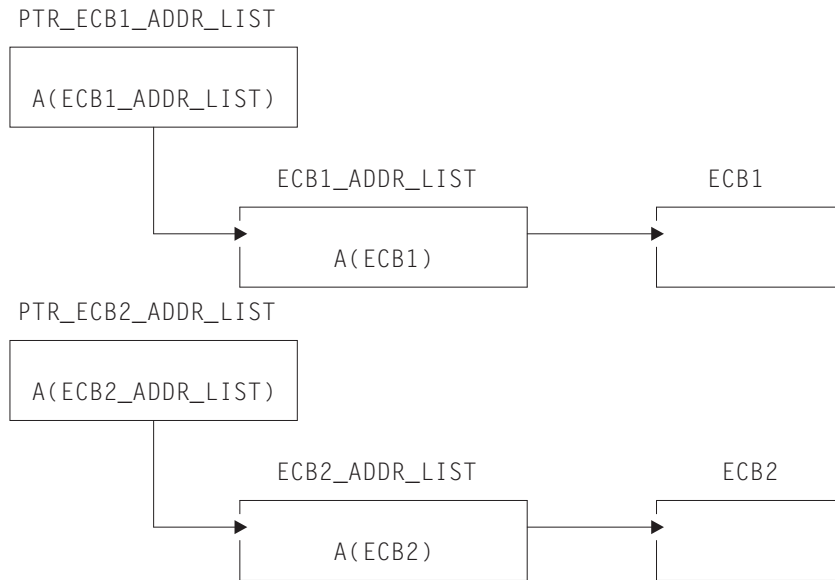 PTR_ECB1_ADDR_LIST
A(ECB1_ADDR_LIST)
ECB1_ADDR_LIST ECB1
A(ECB1)
PTR_ECB2_ADDR_LIST
A(ECB2_ADDR_LIST)
ECB2_ADDR_LIST ECB2
A(ECB2)